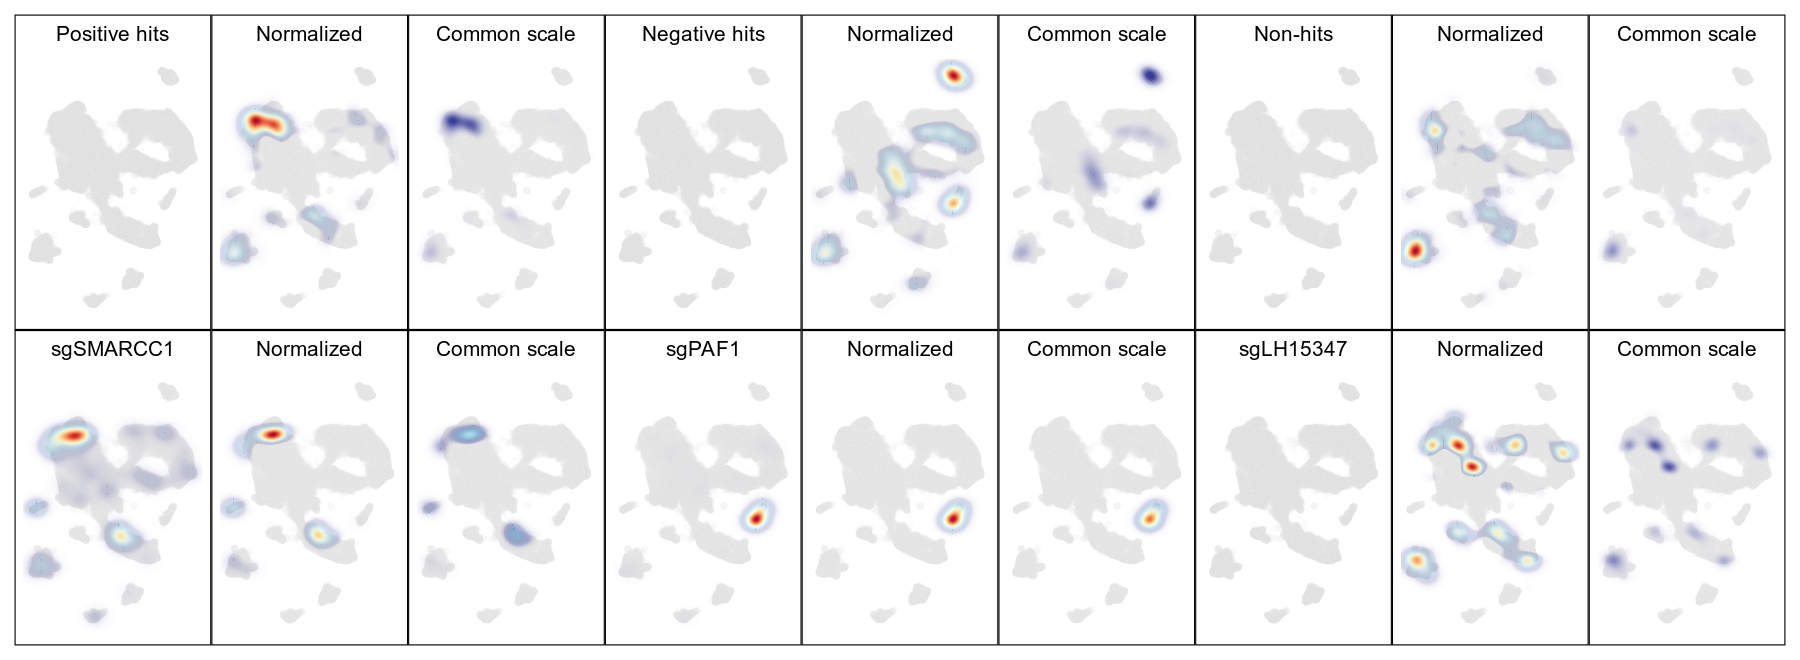 Positive hits
Normalized
Common scale
Negative hits
Normalized
Common scale
Non-hits
Normalized
Common scale
sgSMARCC1
Normalized
Common scale
sgPAF1
Normalized
Common scale
sgLH15347
Normalized
Common scale